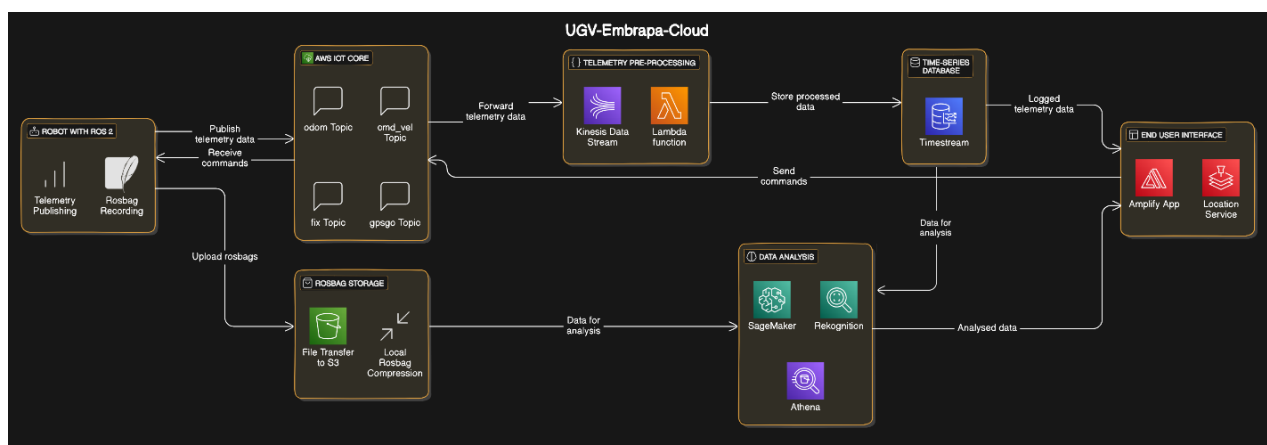 UGV-Embrapa-Cloud
AWS IOT CORE
odom Topic
cmd_vel
Topic
fix Topic
gpsgo Topic
Forward
telemetry data
{ } TELEMETRY PRE-PROCESSING
Kinesis Data
Stream
Lambda
function
Store processed
data
TIME-SERIES
DATABASE
Timestream
Logged
telemetry data
ROBOT WITH ROS 2
Telemetry
Publishing
Rosbag
Recording
Publish
telemetry data
Receive
commands
Send
commands
END USER INTERFACE
Amplify App
Location
Service
Upload rosbags
ROSBAG STORAGE
File Transfer
to S3
Local
Rosbag
Compression
Data for
analysis
Data for
analysis
DATA ANALYSIS
SageMaker
Rekognition
Athena
Analysed data